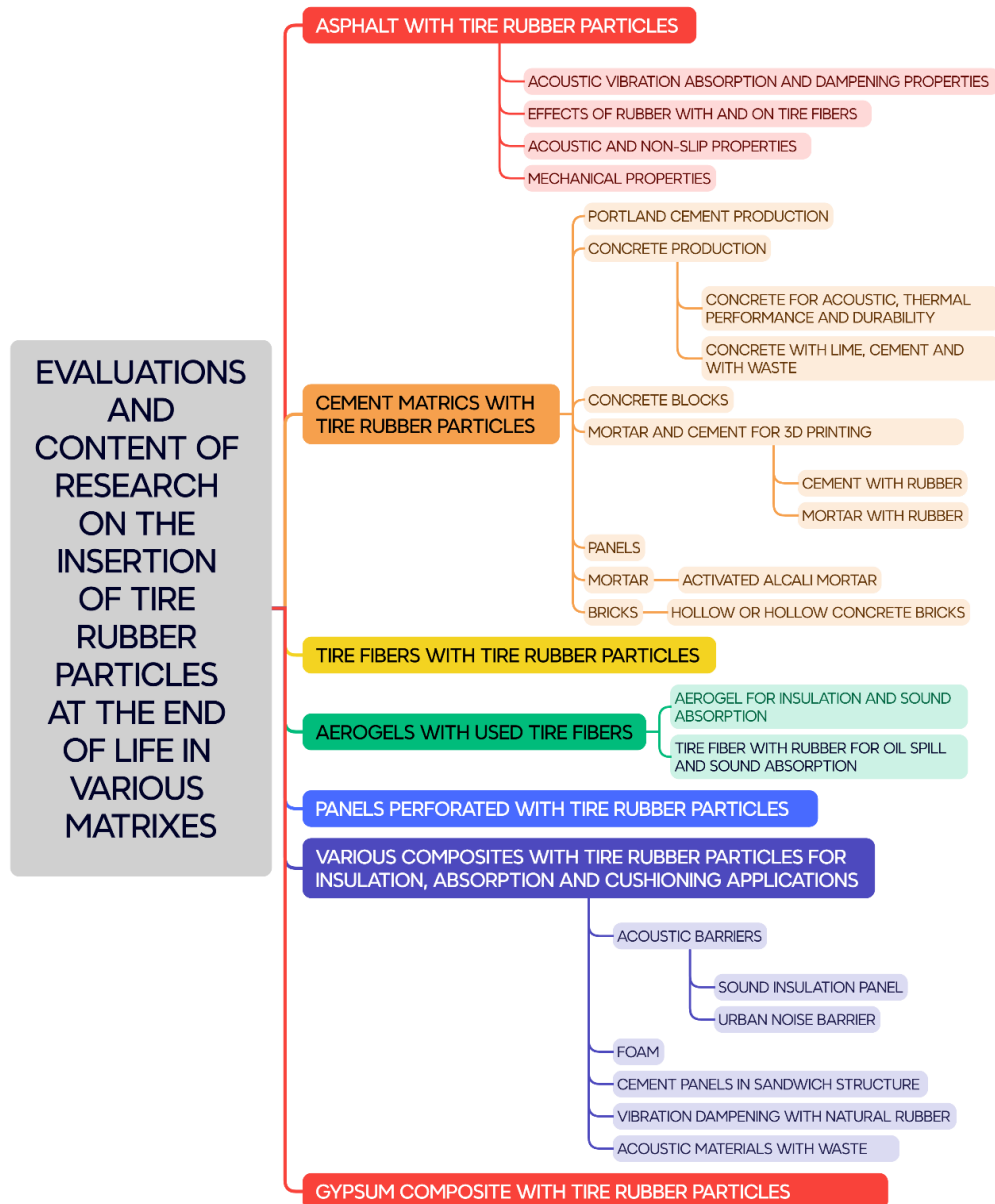 EVALUATIONS
AND
CONTENT OF
RESEARCH
ON THE
INSERTION
OF TIRE
RUBBER
PARTICLES
AT THE END
OF LIFE IN
VARIOUS
MATRIXES
ASPHALT WITH TIRE RUBBER PARTICLES
ACOUSTIC VIBRATION ABSORPTION AND DAMPENING PROPERTIES
EFFECTS OF RUBBER WITH AND ON TIRE FIBERS
ACOUSTIC AND NON-SLIP PROPERTIES
MECHANICAL PROPERTIES
CEMENT MATRICS WITH
TIRE RUBBER PARTICLES
PORTLAND CEMENT PRODUCTION
CONCRETE PRODUCTION
CONCRETE FOR ACOUSTIC, THERMAL
PERFORMANCE AND DURABILITY
CONCRETE WITH LIME, CEMENT AND
WITH WASTE
CONCRETE BLOCKS
MORTAR AND CEMENT FOR 3D PRINTING
CEMENT WITH RUBBER
MORTAR WITH RUBBER
PANELS
MORTAR
ACTIVATED ALCALI MORTAR
BRICKS
HOLLOW OR HOLLOW CONCRETE BRICKS
TIRE FIBERS WITH TIRE RUBBER PARTICLES
AEROGELS WITH USED TIRE FIBERS
AEROGEL FOR INSULATION AND SOUND
ABSORPTION
TIRE FIBER WITH RUBBER FOR OIL SPILL
AND SOUND ABSORPTION
PANELS PERFORATED WITH TIRE RUBBER PARTICLES
VARIOUS COMPOSITES WITH TIRE RUBBER PARTICLES FOR
INSULATION, ABSORPTION AND CUSHIONING APPLICATIONS
ACOUSTIC BARRIERS
SOUND INSULATION PANEL
URBAN NOISE BARRIER
FOAM
CEMENT PANELS IN SANDWICH STRUCTURE
VIBRATION DAMPENING WITH NATURAL RUBBER
ACOUSTIC MATERIALS WITH WASTE
GYPSUM COMPOSITE WITH TIRE RUBBER PARTICLES